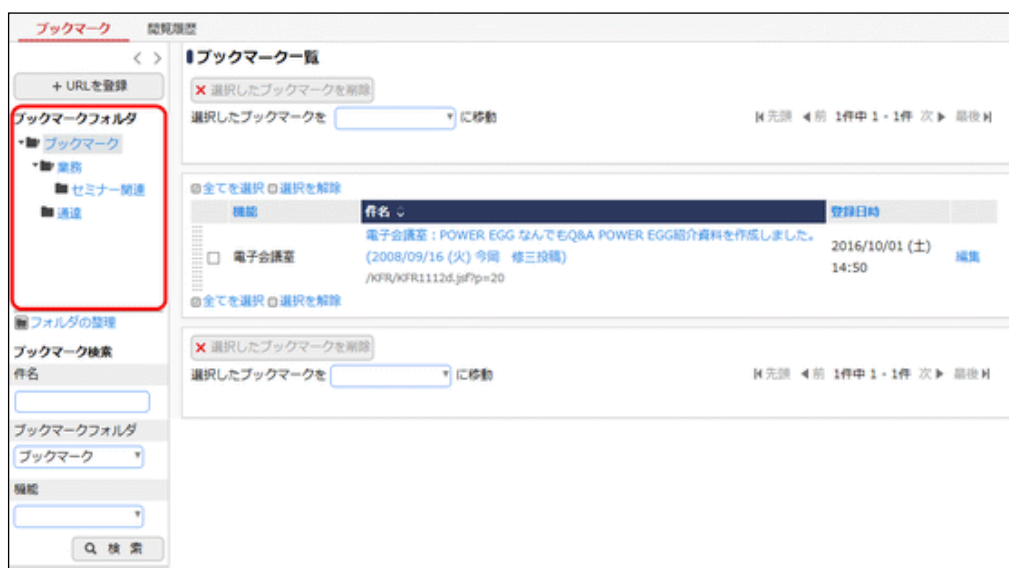 ブックマーク 閲覧履歴
+ URLを登録
ブックマークフォルダ
ブックマーク
業務
セミナー関連
通達
フォルダの整理
ブックマーク検索
件名
ブックマークフォルダ
ブックマーク
機能
検 索
ブックマーク一覧
選択したブックマークを削除
選択したブックマークを に移動 先頭 前 1件中 1 - 1件 次 最後
全てを選択 選択を解除
機能 件名 登録日時
電子会議室 電子会議室:POWER EGG なんでもQ&A POWER EGG紹介資料を作成しました。
(2008/09/16 (火) 今岡 修三投稿)
/KFR/KFR1112d.jsf?p=20
2016/10/01 (土)
14:50
編集
全てを選択 選択を解除
選択したブックマークを削除
選択したブックマークを に移動 先頭 前 1件中 1 - 1件 次 最後